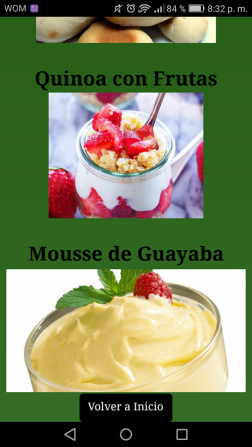 WOM 84 % 8:32 p. m.
Quinoa con Frutas
Mousse de Guayaba
Volver a Inicio